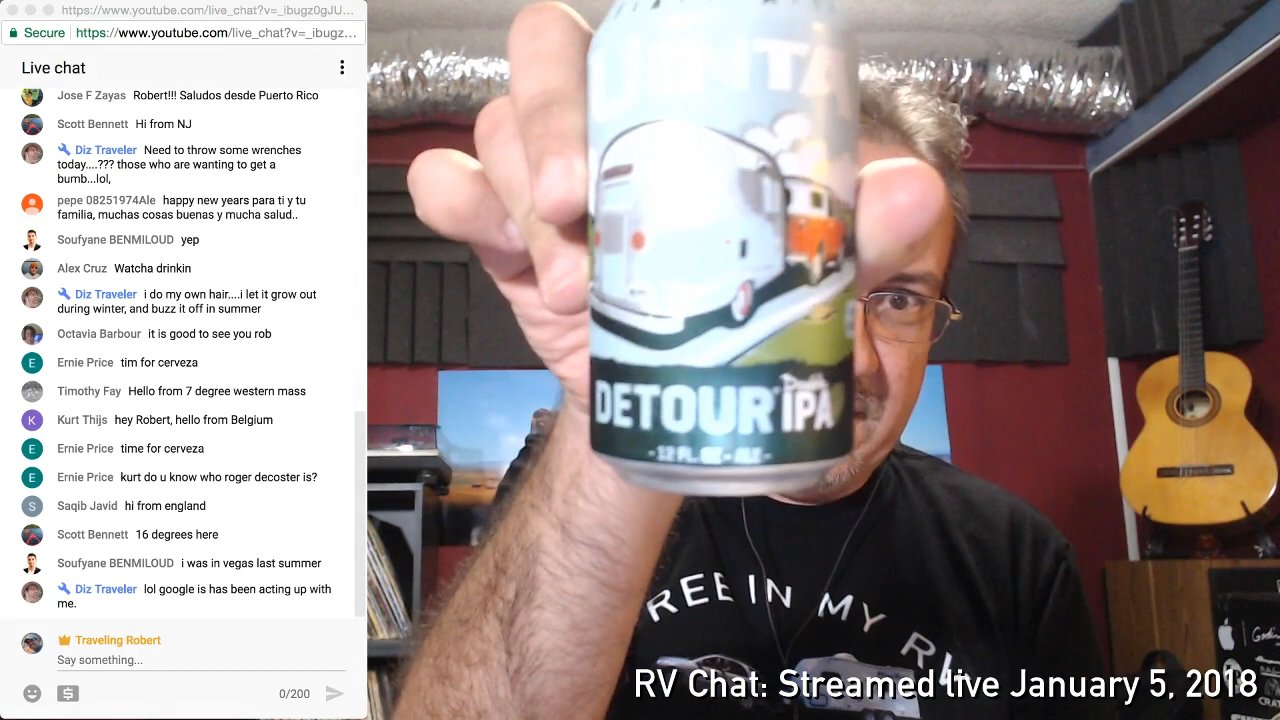 https://www.youtube.com/live_chat?v=_ibugz0gJU...
Secure
https://www.youtube.com/live_chat?v=_ibugz...
Live chat
Jose F Zayas Robert!!! Saludos desde Puerto Rico
Scott Bennett Hi from NJ
Diz Traveler Need to throw some wrenches
today....??? those who are wanting to get a
bumb...lol,
pepe 08251974Ale happy new years para ti y tu
familia, muchas cosas buenas y mucha salud..
Soufyane BENMILOUD yep
Alex Cruz Watcha drinkin
Diz Traveler i do my own hair....i let it grow out
during winter, and buzz it off in summer
Octavia Barbour it is good to see you rob
E Ernie Price tim for cerveza
Timothy Fay Hello from 7 degree western mass
K Kurt Thijs hey Robert, hello from Belgium
E Ernie Price time for cerveza
E Ernie Price kurt do u know who roger decoster is?
S Saqib Javid hi from england
Scott Bennett 16 degrees here
Soufyane BENMILOUD i was in vegas last summer
Diz Traveler lol google is has been acting up with
me.
Traveling Robert
Say something...
0/200
DETOUR IPA
- 12 FL. OZ. - ALE -
IN MY
RV Chat: Streamed live January 5, 2018